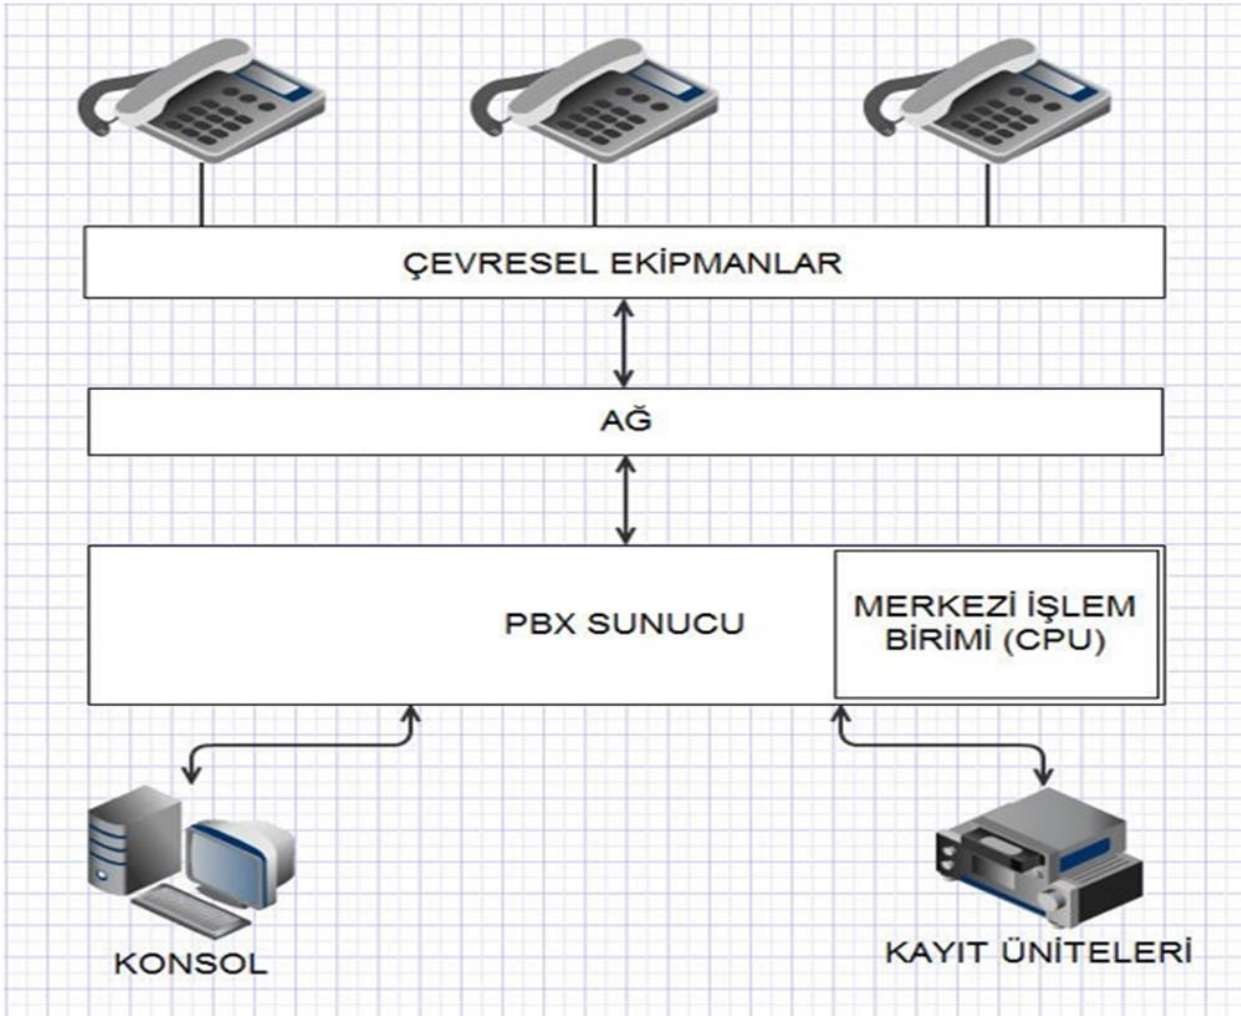 ÇEVRESEL EKİPMANLAR
AĞ
PBX SUNUCU
MERKEZİ İŞLEM
BİRİMİ (CPU)
KONSOL
KAYIT ÜNİTELERİ